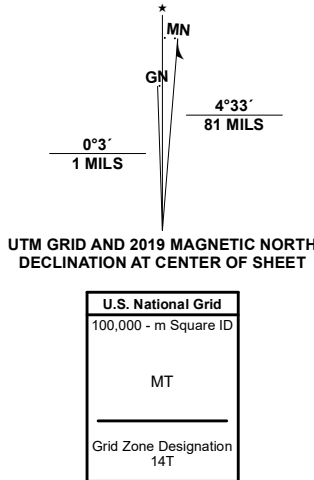 ★
MN
GN
4°33´
81 MILS
0°3´
1 MILS
UTM GRID AND 2019 MAGNETIC NORTH
DECLINATION AT CENTER OF SHEET
U.S. National Grid
100,000 - m Square ID
MT
Grid Zone Designation
14T